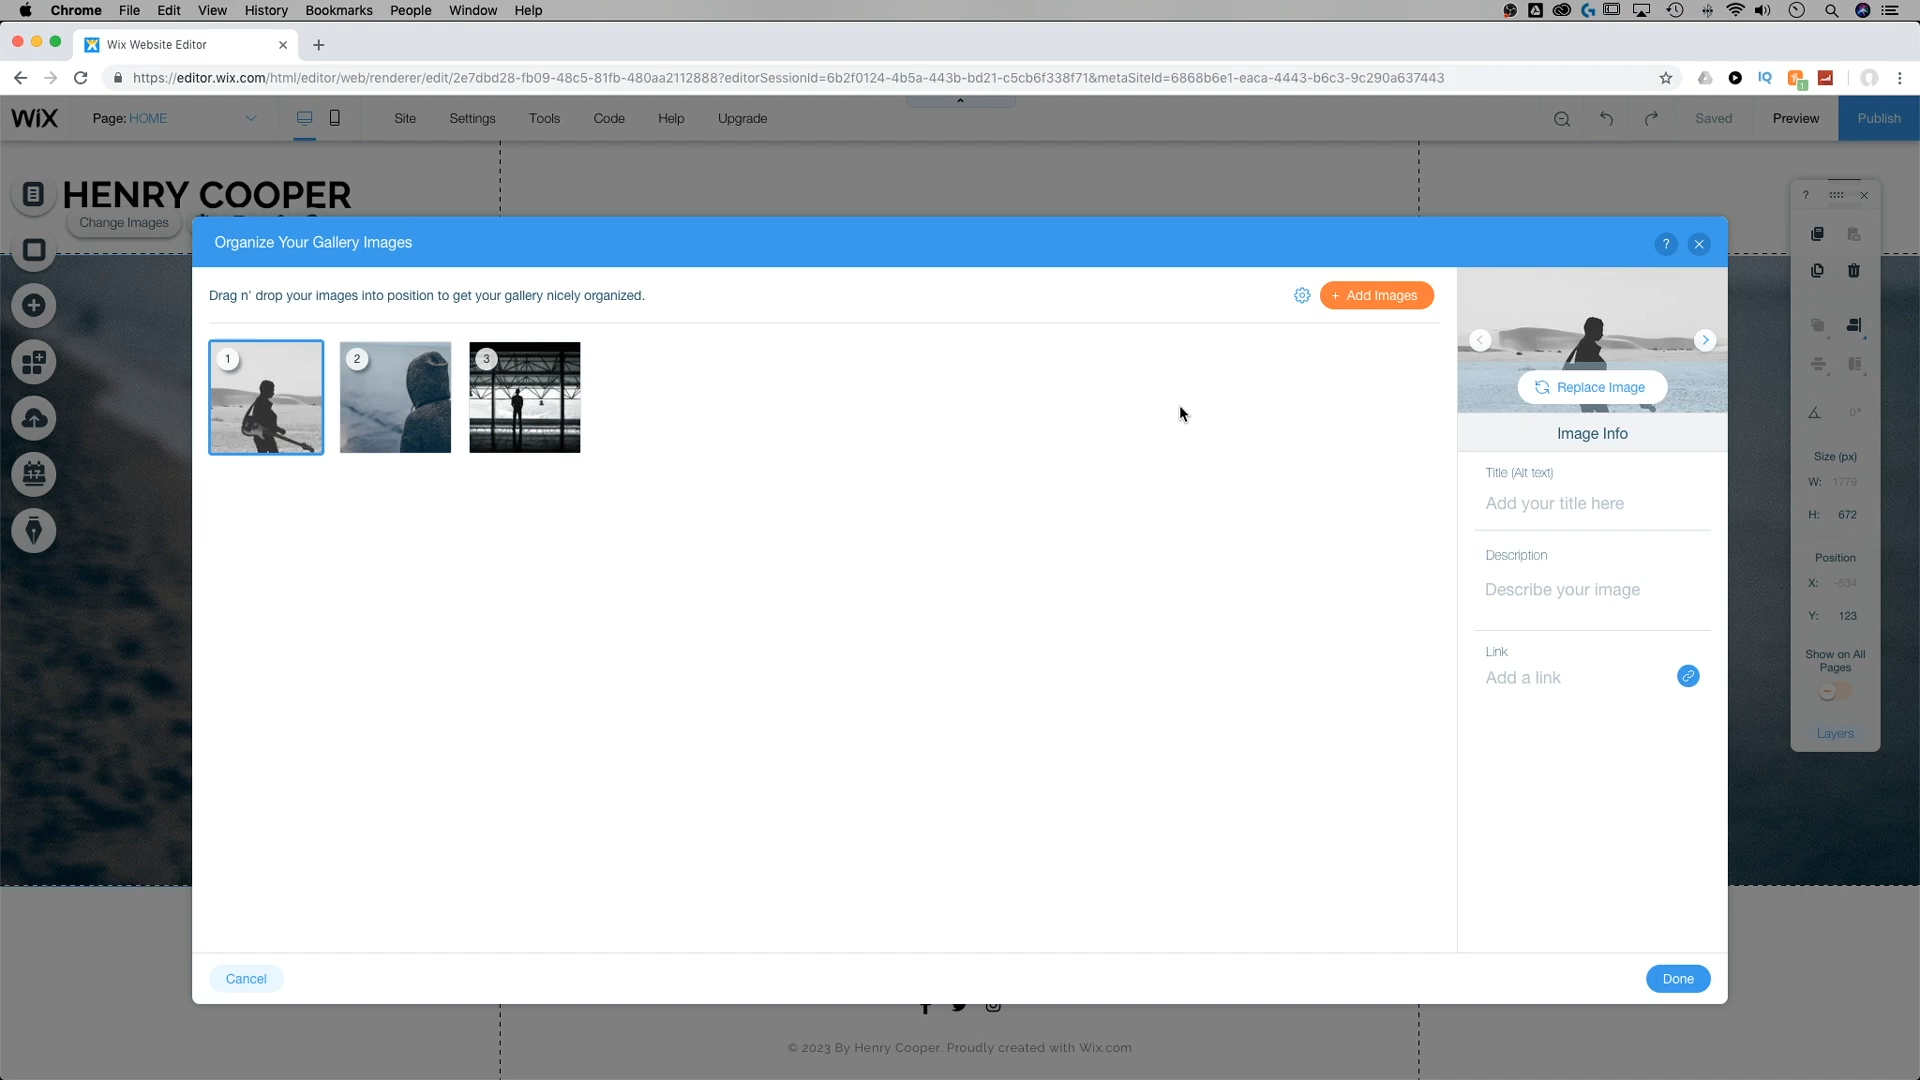 Chrome File Edit View History Bookmarks People Window Help
Wix Website Editor
https://editor.wix.com/html/editor/web/renderer/edit/2e7dbd28-fb09-48c5-81fb-480aa2112888?editorSessionId=6b2f0124-4b5a-443b-bd21-c5cb6f338f71&metaSiteId=6868b6e1-eaca-4443-b6c3-9c290a637443
IQ
1
WiX Page: HOME Site Settings Tools Code Help Upgrade Saved Preview Publish
HENRY COOPER
Change Images
Organize Your Gallery Images
?
?
Drag n' drop your images into position to get your gallery nicely organized.
+ Add Images
1
2
3
Replace Image
Image Info
Title (Alt text)
Add your title here
Description
Describe your image
Link
Add a link
17
0°
Size (px)
W: 1779
H: 672
Position
X: -534
Y: 123
Show on All
Pages
Layers
Cancel
Done
© 2023 By Henry Cooper. Proudly created with Wix.com